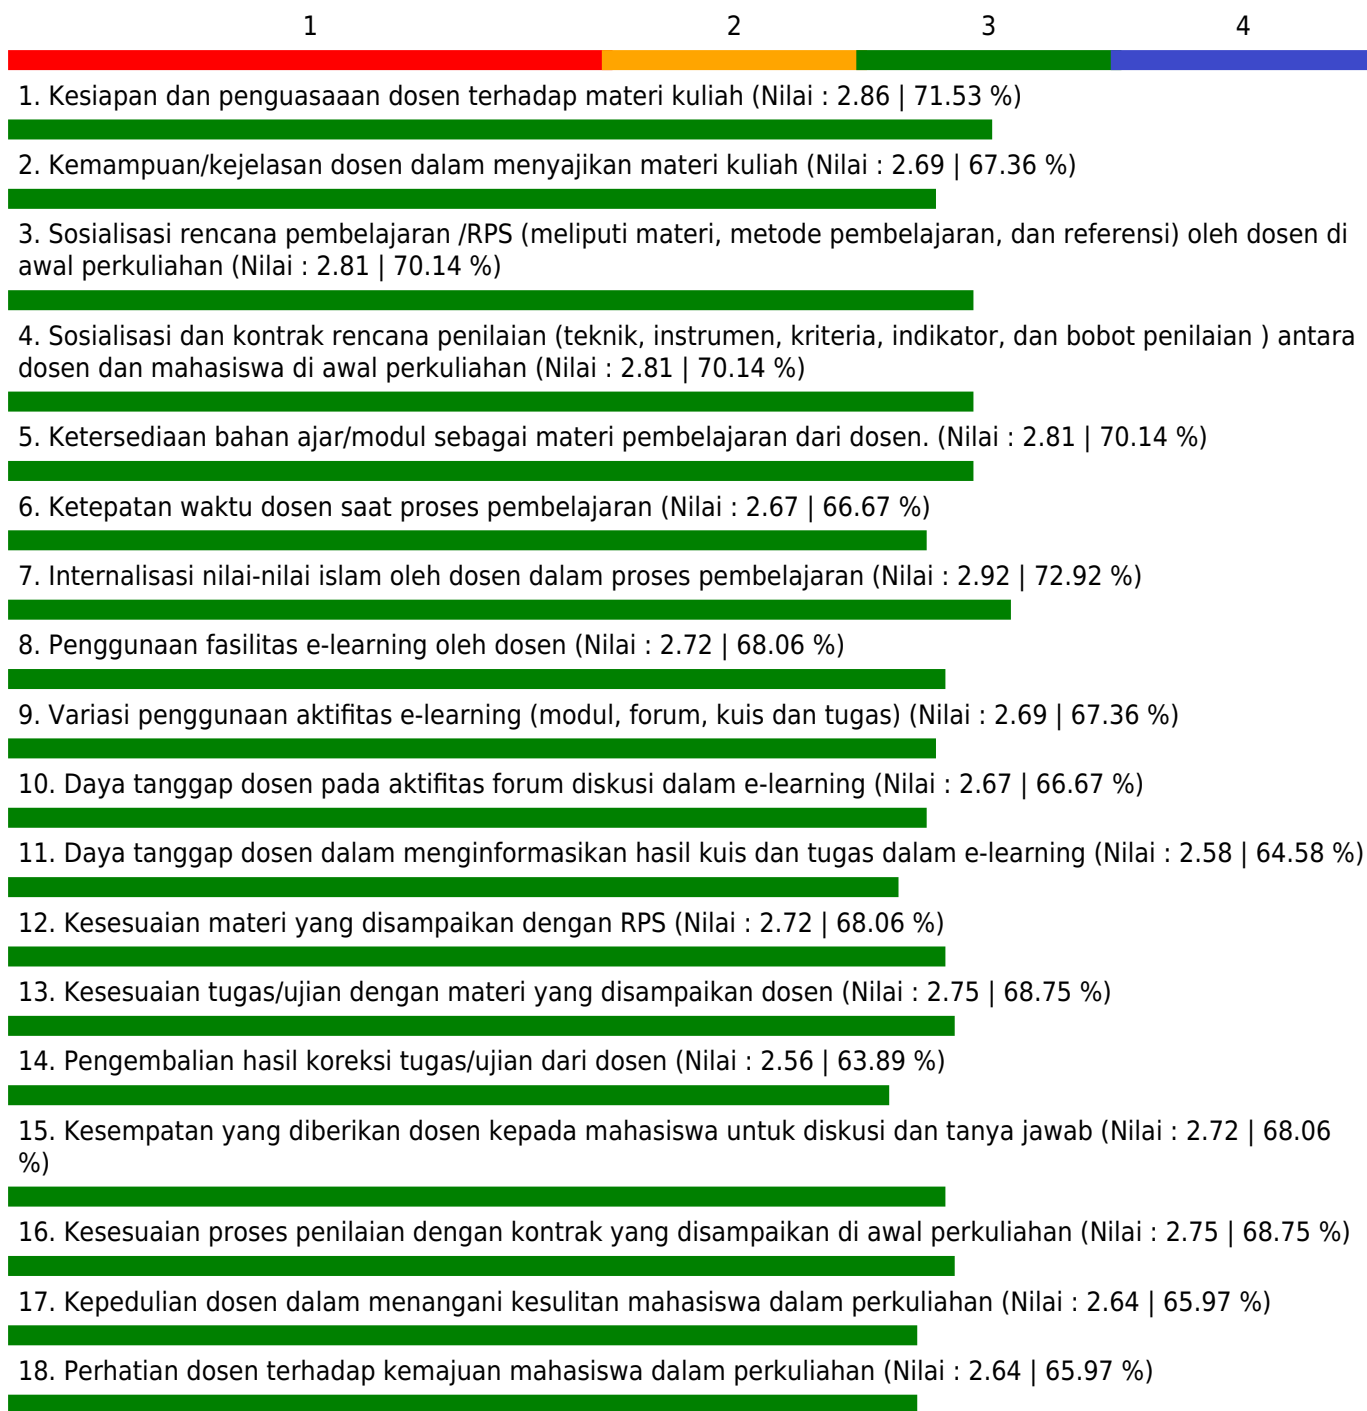 1 2 3 4
1. Kesiapan dan penguasaaan dosen terhadap materi kuliah (Nilai : 2.86 | 71.53 %)
2. Kemampuan/kejelasan dosen dalam menyajikan materi kuliah (Nilai : 2.69 | 67.36 %)
3. Sosialisasi rencana pembelajaran /RPS (meliputi materi, metode pembelajaran, dan referensi) oleh dosen di
awal perkuliahan (Nilai : 2.81 | 70.14 %)
4. Sosialisasi dan kontrak rencana penilaian (teknik, instrumen, kriteria, indikator, dan bobot penilaian ) antara
dosen dan mahasiswa di awal perkuliahan (Nilai : 2.81 | 70.14 %)
5. Ketersediaan bahan ajar/modul sebagai materi pembelajaran dari dosen. (Nilai : 2.81 | 70.14 %)
6. Ketepatan waktu dosen saat proses pembelajaran (Nilai : 2.67 | 66.67 %)
7. Internalisasi nilai-nilai islam oleh dosen dalam proses pembelajaran (Nilai : 2.92 | 72.92 %)
8. Penggunaan fasilitas e-learning oleh dosen (Nilai : 2.72 | 68.06 %)
9. Variasi penggunaan aktifitas e-learning (modul, forum, kuis dan tugas) (Nilai : 2.69 | 67.36 %)
10. Daya tanggap dosen pada aktifitas forum diskusi dalam e-learning (Nilai : 2.67 | 66.67 %)
11. Daya tanggap dosen dalam menginformasikan hasil kuis dan tugas dalam e-learning (Nilai : 2.58 | 64.58 %)
12. Kesesuaian materi yang disampaikan dengan RPS (Nilai : 2.72 | 68.06 %)
13. Kesesuaian tugas/ujian dengan materi yang disampaikan dosen (Nilai : 2.75 | 68.75 %)
14. Pengembalian hasil koreksi tugas/ujian dari dosen (Nilai : 2.56 | 63.89 %)
15. Kesempatan yang diberikan dosen kepada mahasiswa untuk diskusi dan tanya jawab (Nilai : 2.72 | 68.06
%)
16. Kesesuaian proses penilaian dengan kontrak yang disampaikan di awal perkuliahan (Nilai : 2.75 | 68.75 %)
17. Kepedulian dosen dalam menangani kesulitan mahasiswa dalam perkuliahan (Nilai : 2.64 | 65.97 %)
18. Perhatian dosen terhadap kemajuan mahasiswa dalam perkuliahan (Nilai : 2.64 | 65.97 %)